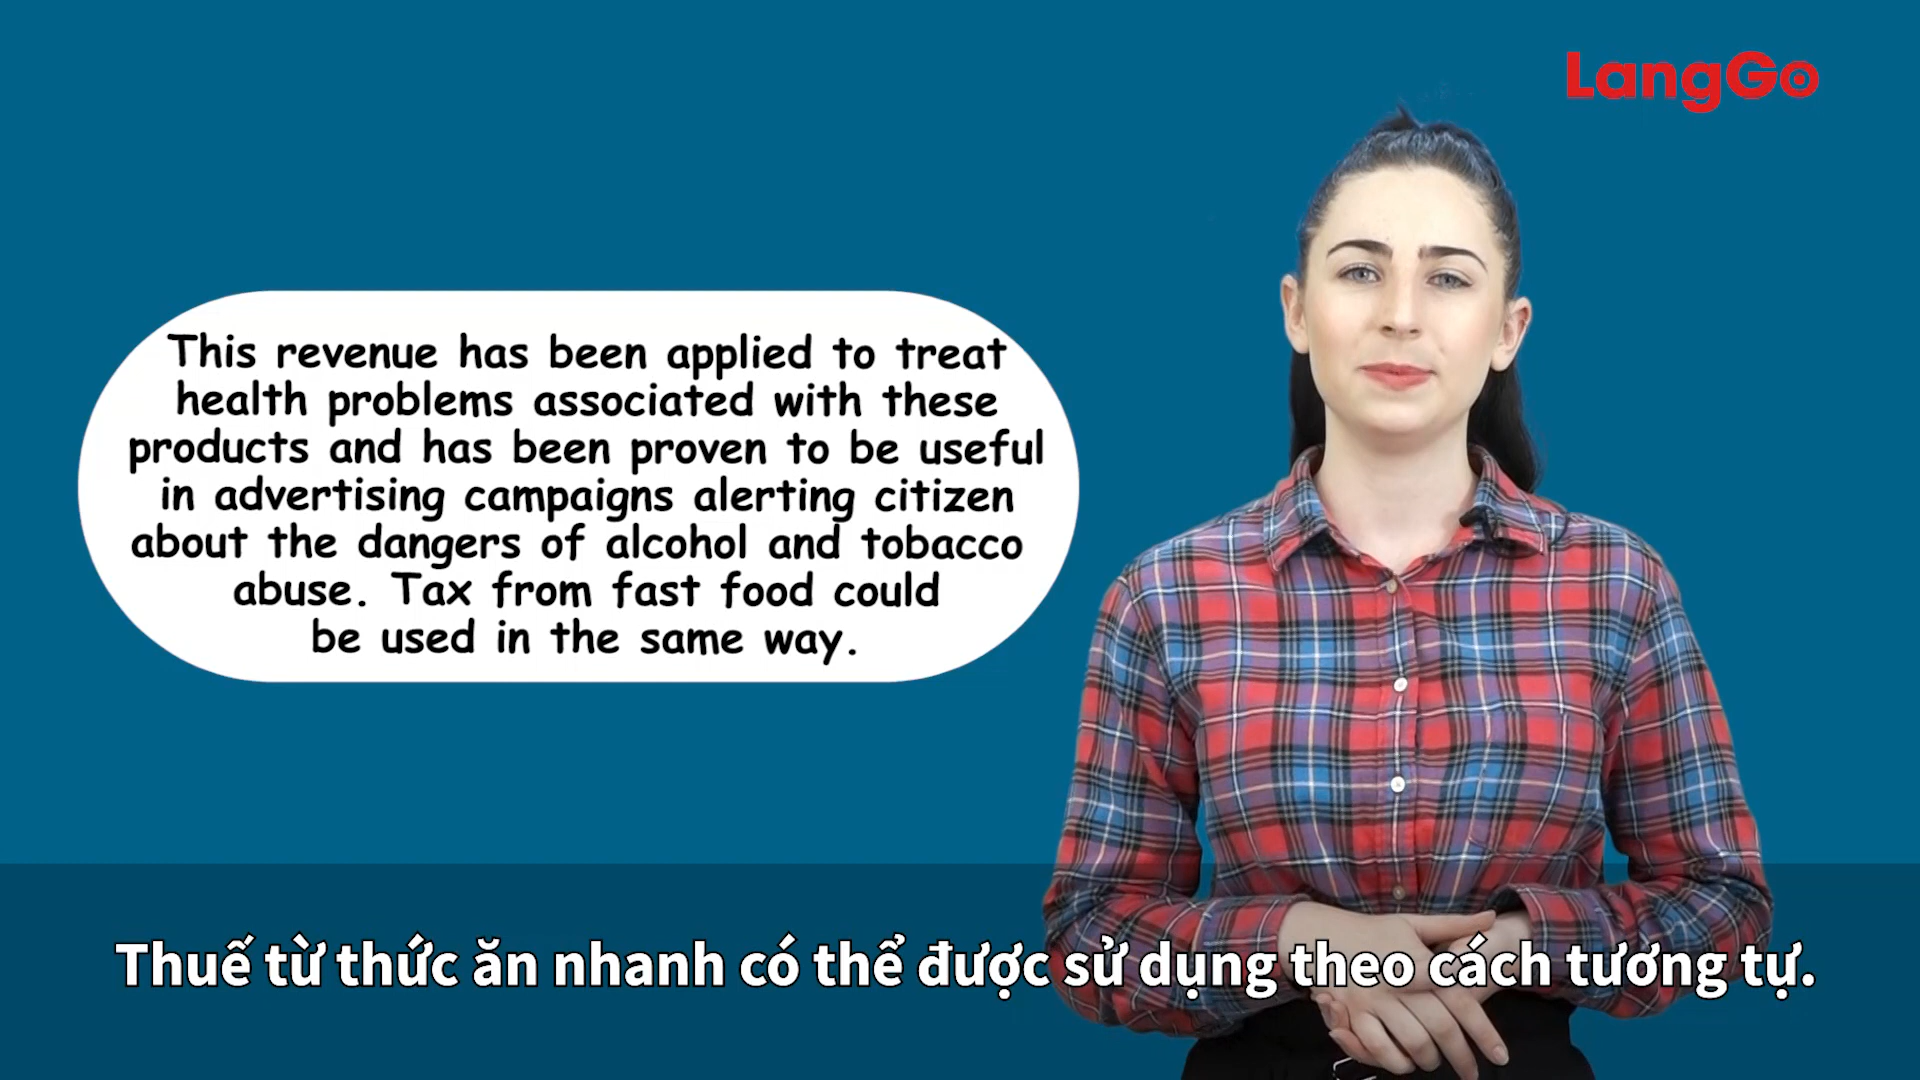 LangGo
This revenue has been applied to treat
health problems associated with these
products and has been proven to be useful
in advertising campaigns alerting citizen
about the dangers of alcohol and tobacco
abuse. Tax from fast food could
be used in the same way.
Thuế từ thức ăn nhanh có thể được sử dụng theo cách tương tự.